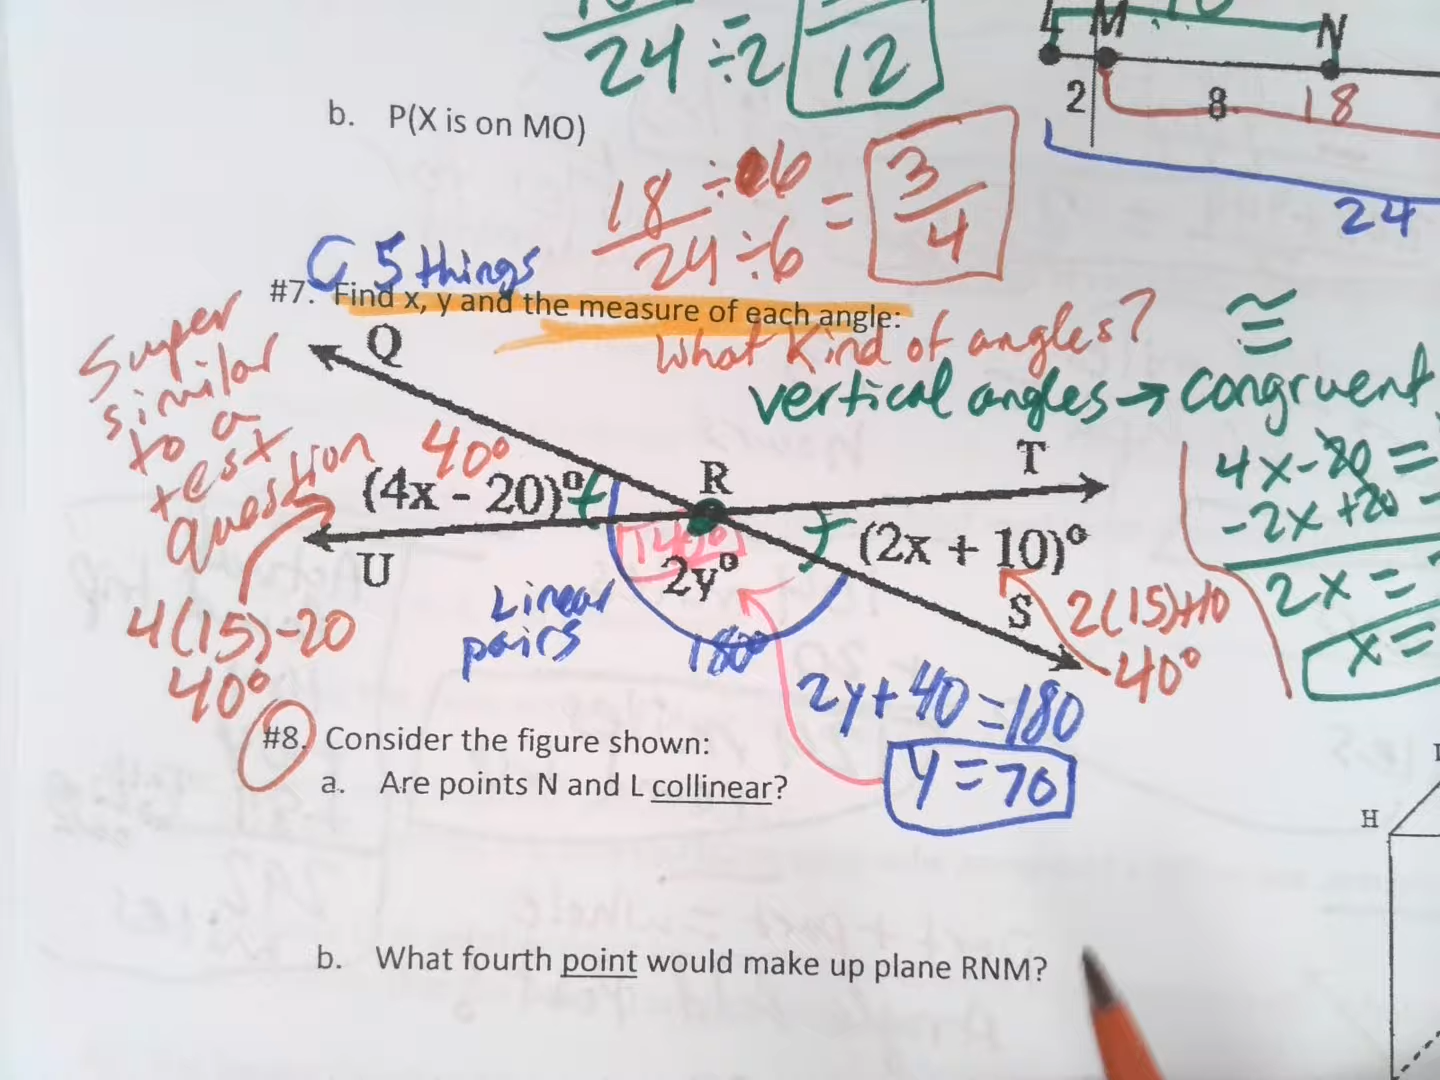 24 ÷2
12
L M N
2 8 18
24
b. P(X is on MO)
18 ÷6 = 3
24 ÷6 4
5 things
#7. Find x, y and the measure of each angle:
What Kind of angles?
≅
vertical angles → congruent
Super
similar
to a
test
question
Q
40°
(4x - 20)°
R
T
U
140
2y°
(2x + 10)°
S
Linear
pairs
180°
4x-20 =
-2x +20
2x =
x =
2(15)+10
40°
4(15)-20
40°
2y+40=180
y=70
#8. Consider the figure shown:
a. Are points N and L collinear?
H
b. What fourth point would make up plane RNM?